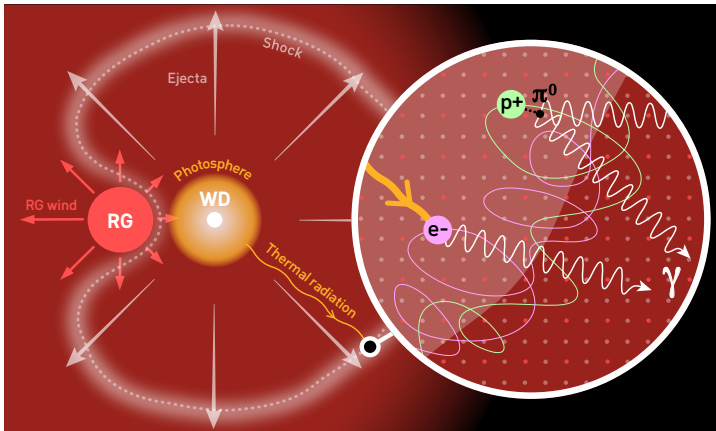 Shock
Ejecta
Photosphere
WD
RG wind
RG
Thermal radiation
p+
π⁰
e-
γ